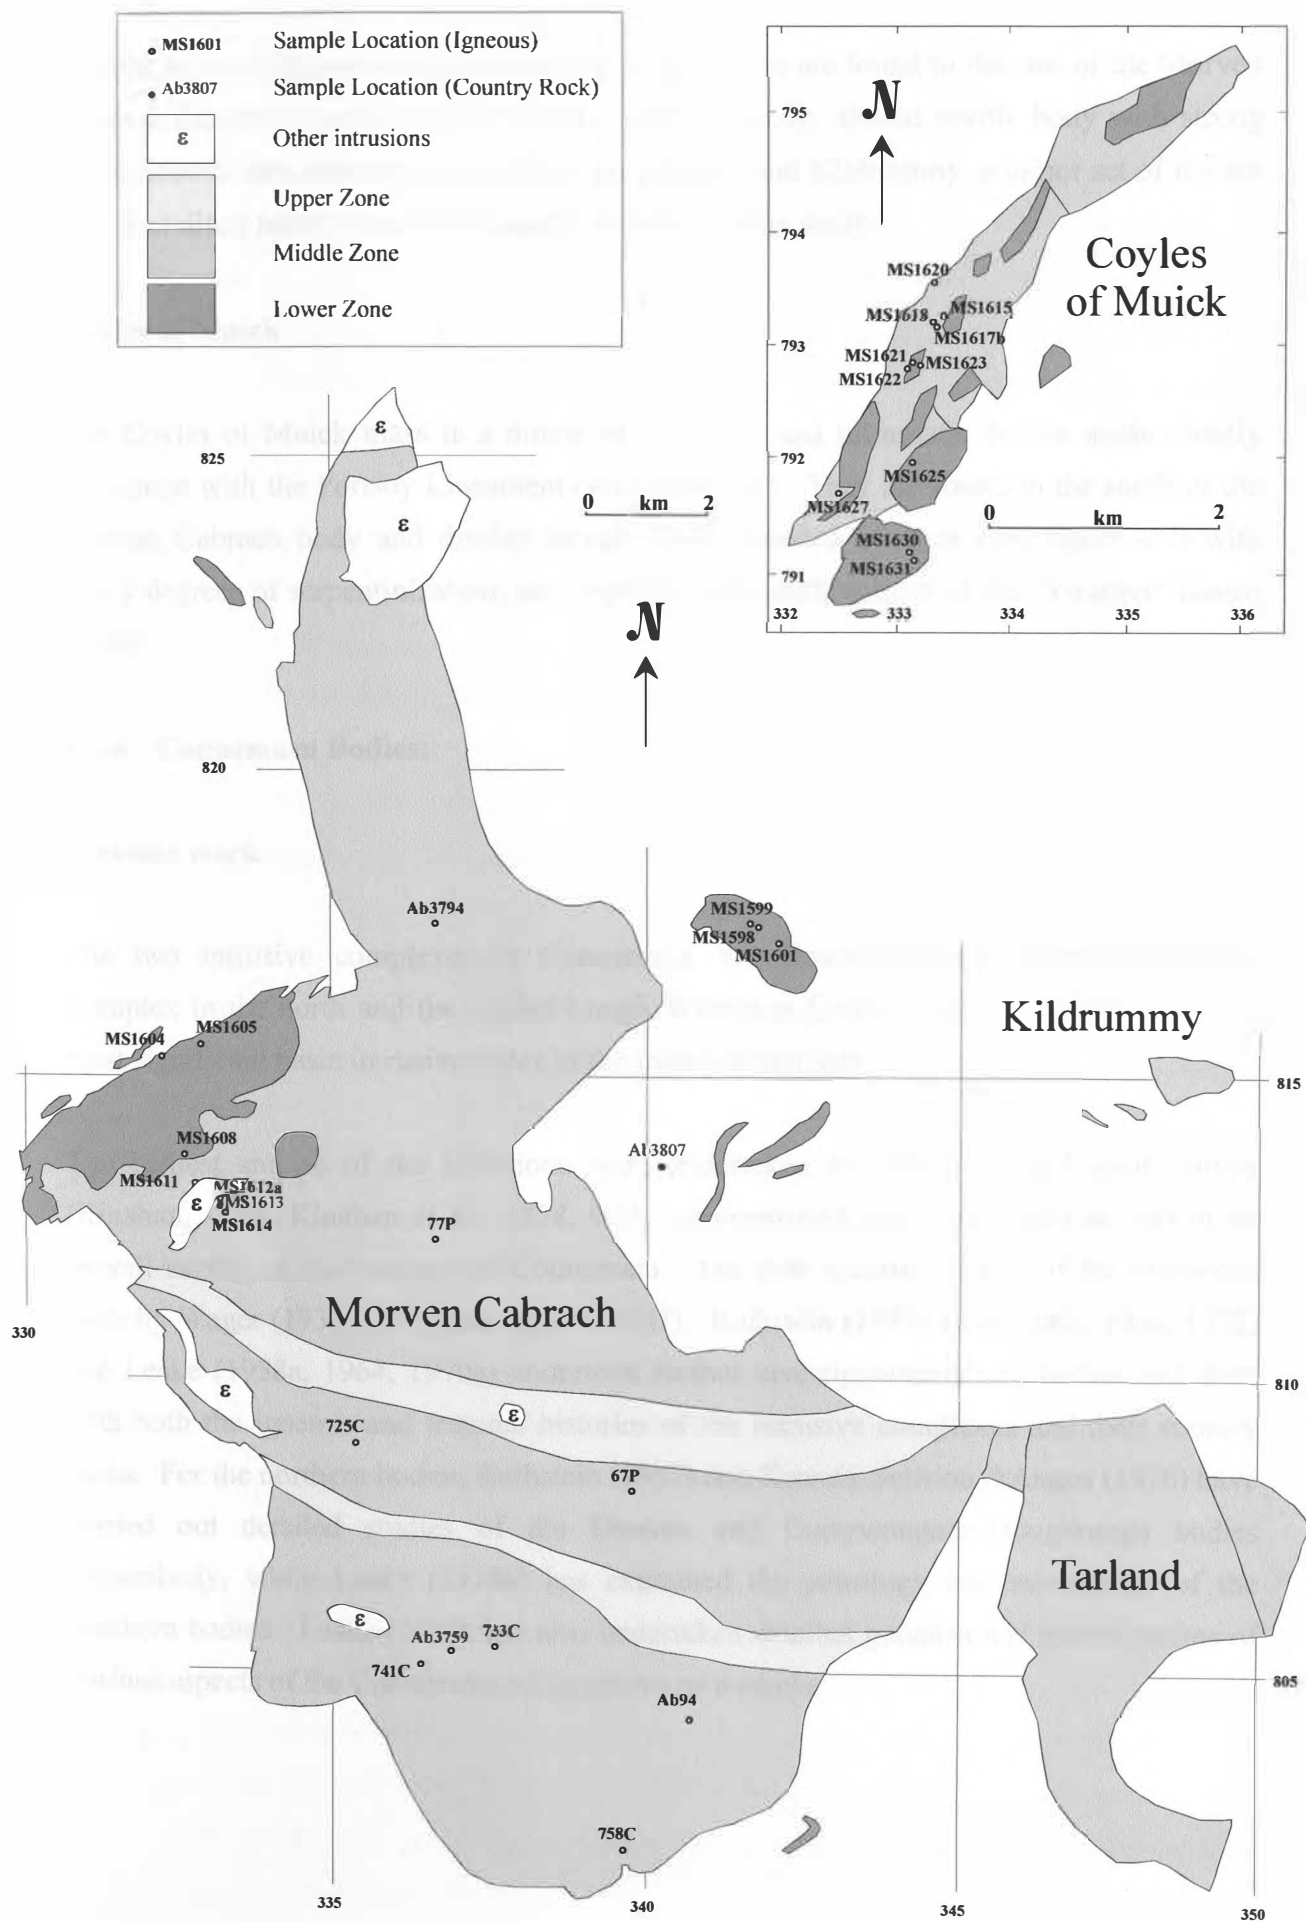 MS1601 Sample Location (Igneous)
Ab3807 Sample Location (Country Rock)
ε Other intrusions
Upper Zone
Middle Zone
Lower Zone
N
795
794
793
792
791
332 333 334 335 336
Coyles
of Muick
MS1620
MS1618 MS1615
MS1617b
MS1621 MS1623
MS1622
MS1625
MS1627
MS1630
MS1631
0 km 2
ε
825
ε
0 km 2
N
820
Ab3794
MS1599
MS1598
MS1601
Kildrummy
MS1604 MS1605
815
MS1608
Ab3807
MS1611 MS1612a
ε MS1613
MS1614
77P
Morven Cabrach
330
ε
810
ε
725C
67P
Tarland
ε
Ab3759 733C
741C
805
Ab94
758C
335 340 345 350